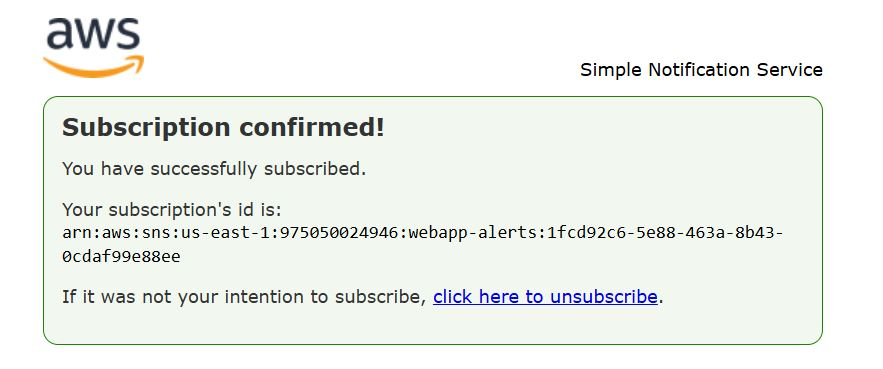 aws
Simple Notification Service
Subscription confirmed!
You have successfully subscribed.
Your subscription's id is:
arn:aws:sns:us-east-1:975050024946:webapp-alerts:1fcd92c6-5e88-463a-8b43-
0cdaf99e88ee
If it was not your intention to subscribe, click here to unsubscribe.